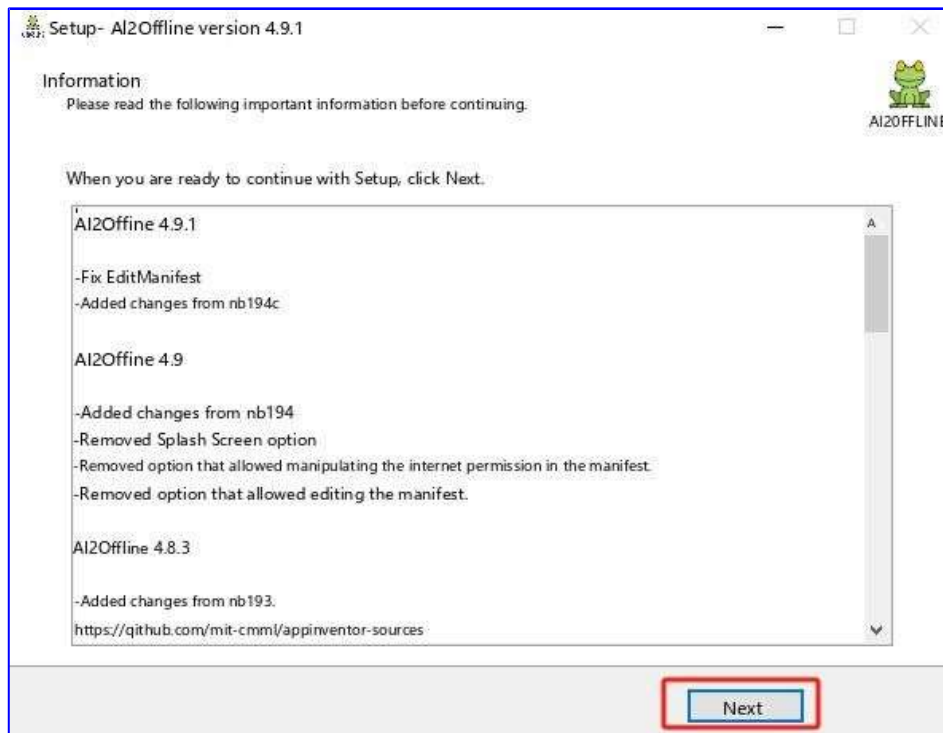 Setup- Al2Offline version 4.9.1
Information
Please read the following important information before continuing.
AI20FFLINE
When you are ready to continue with Setup, click Next.
AI2Offine 4.9.1
A
-Fix EditManifest
-Added changes from nb194c
AI2Offine 4.9
-Added changes from nb194
-Removed Splash Screen option
-Removed option that allowed manipulating the internet permission in the manifest.
-Removed option that allowed editing the manifest.
AI2Offline 4.8.3
-Added changes from nb193.
https://qithub.com/mit-cmml/appinventor-sources
Next